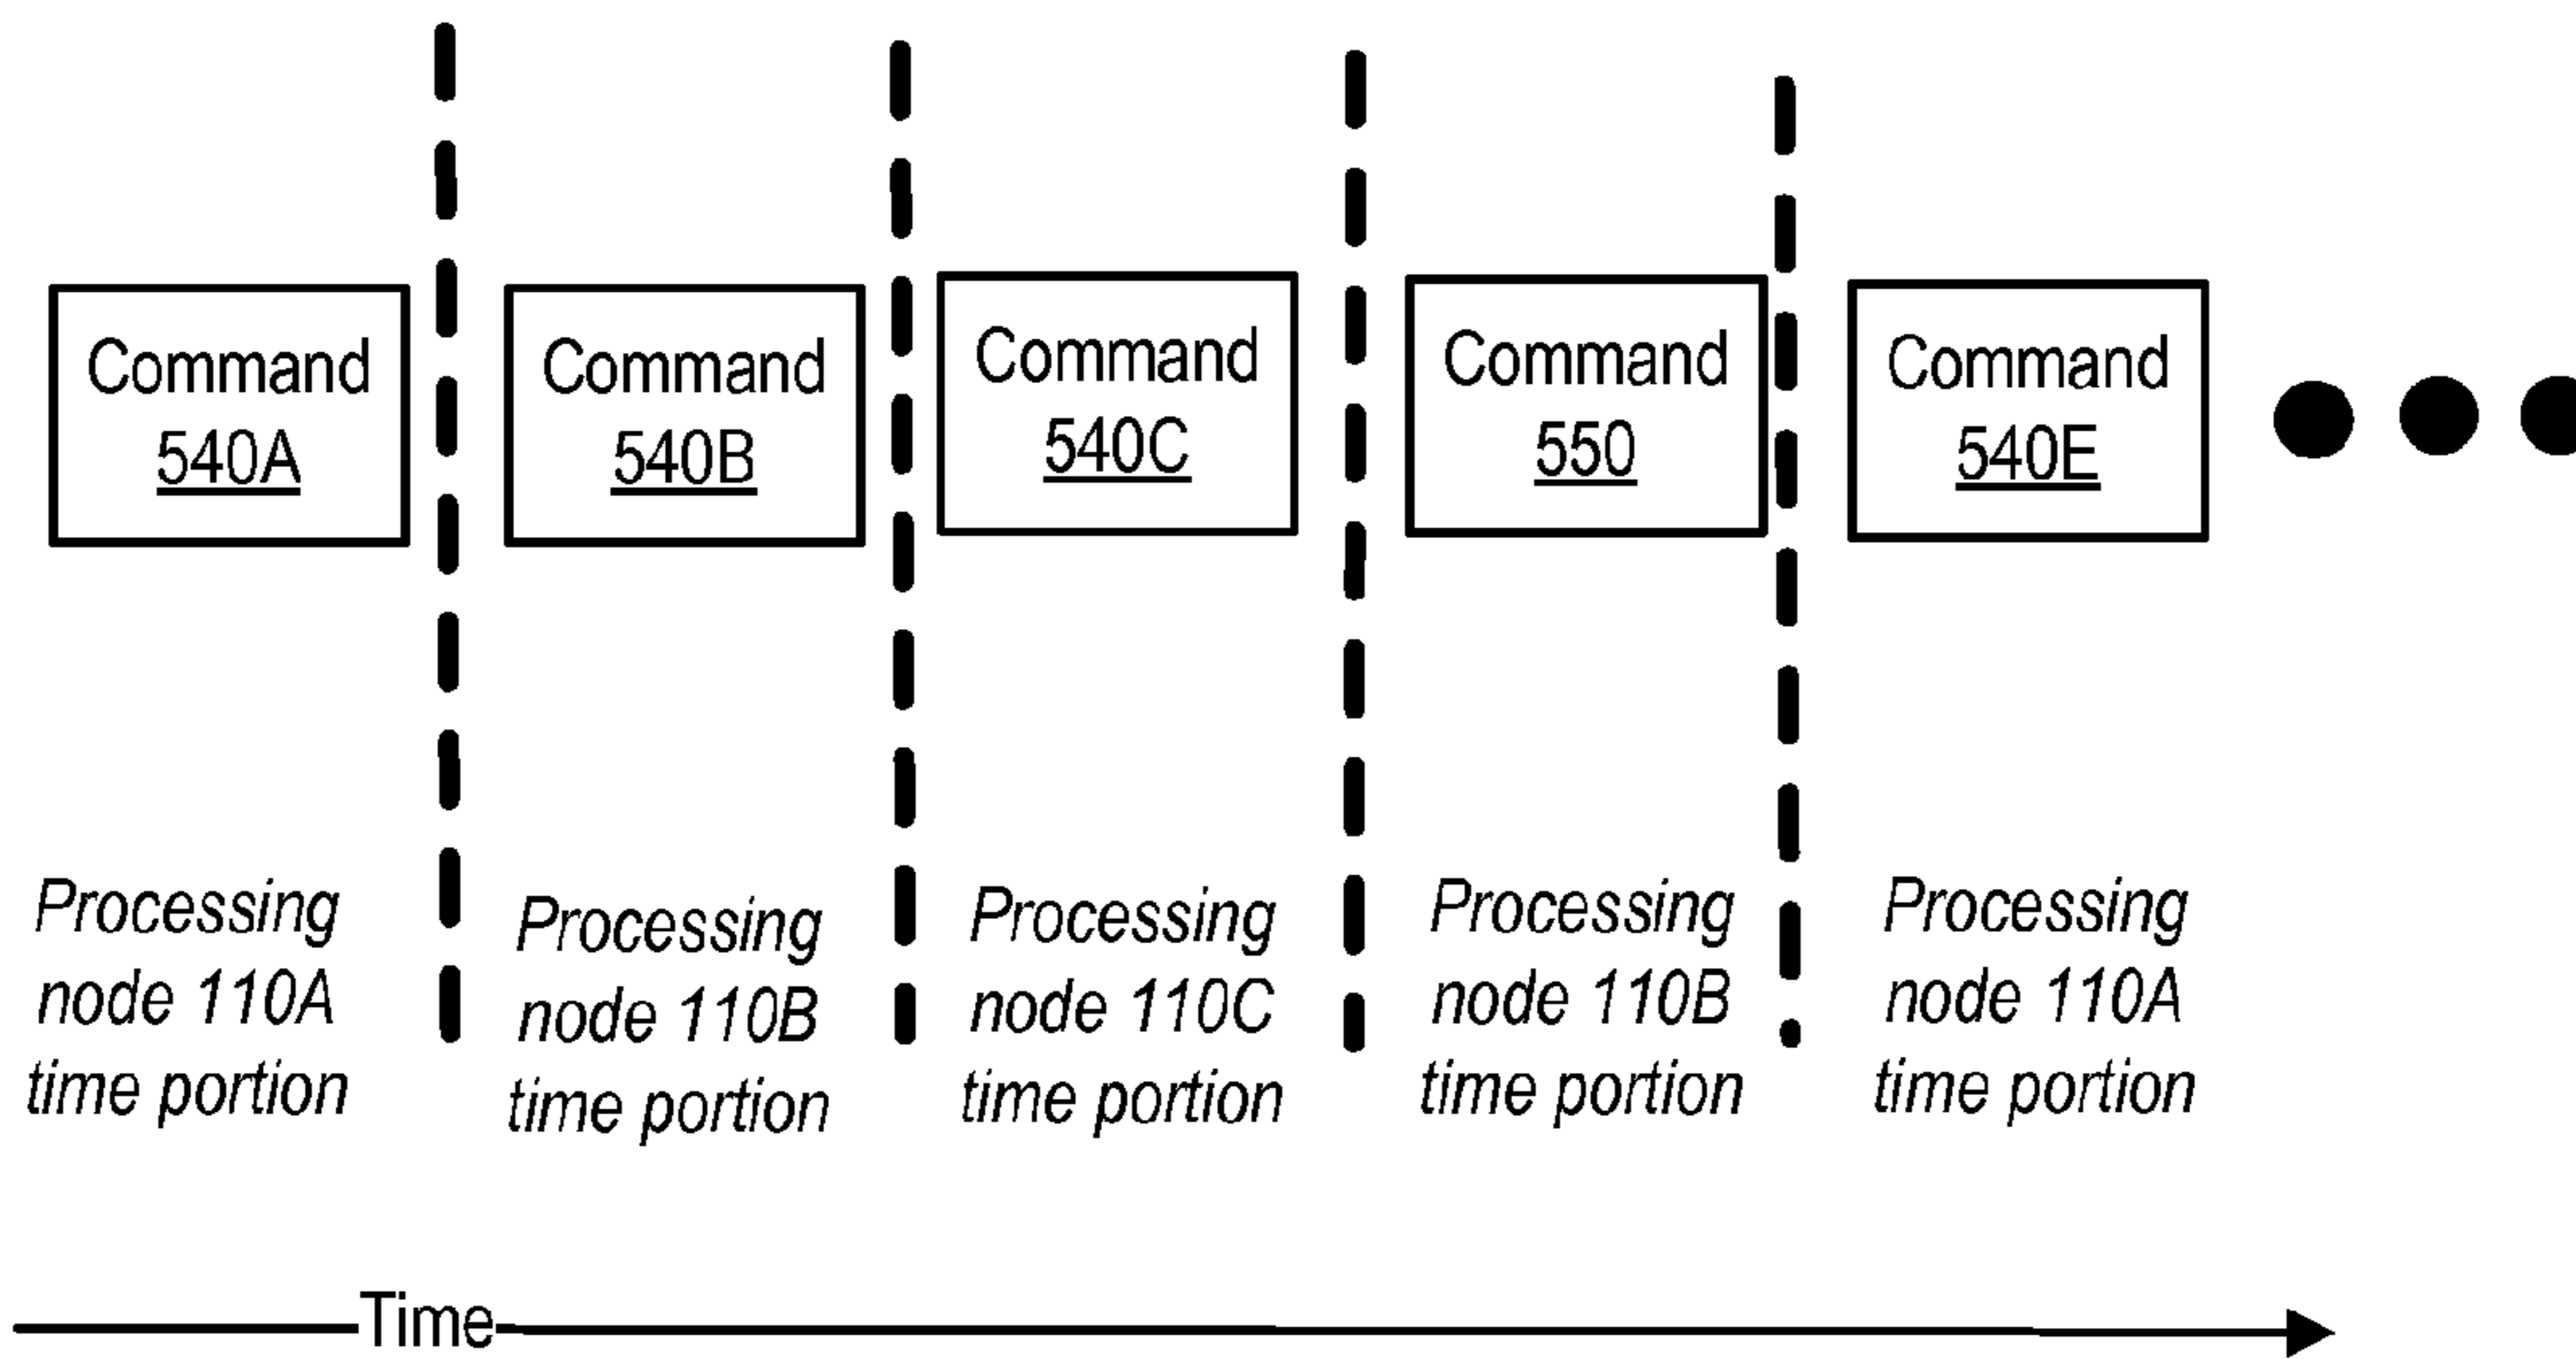 Command
540A
Command
540B
Command
540C
Command
550
Command
540E
Processing
node 110A
time portion
Processing
node 110B
time portion
Processing
node 110C
time portion
Processing
node 110B
time portion
Processing
node 110A
time portion
Time